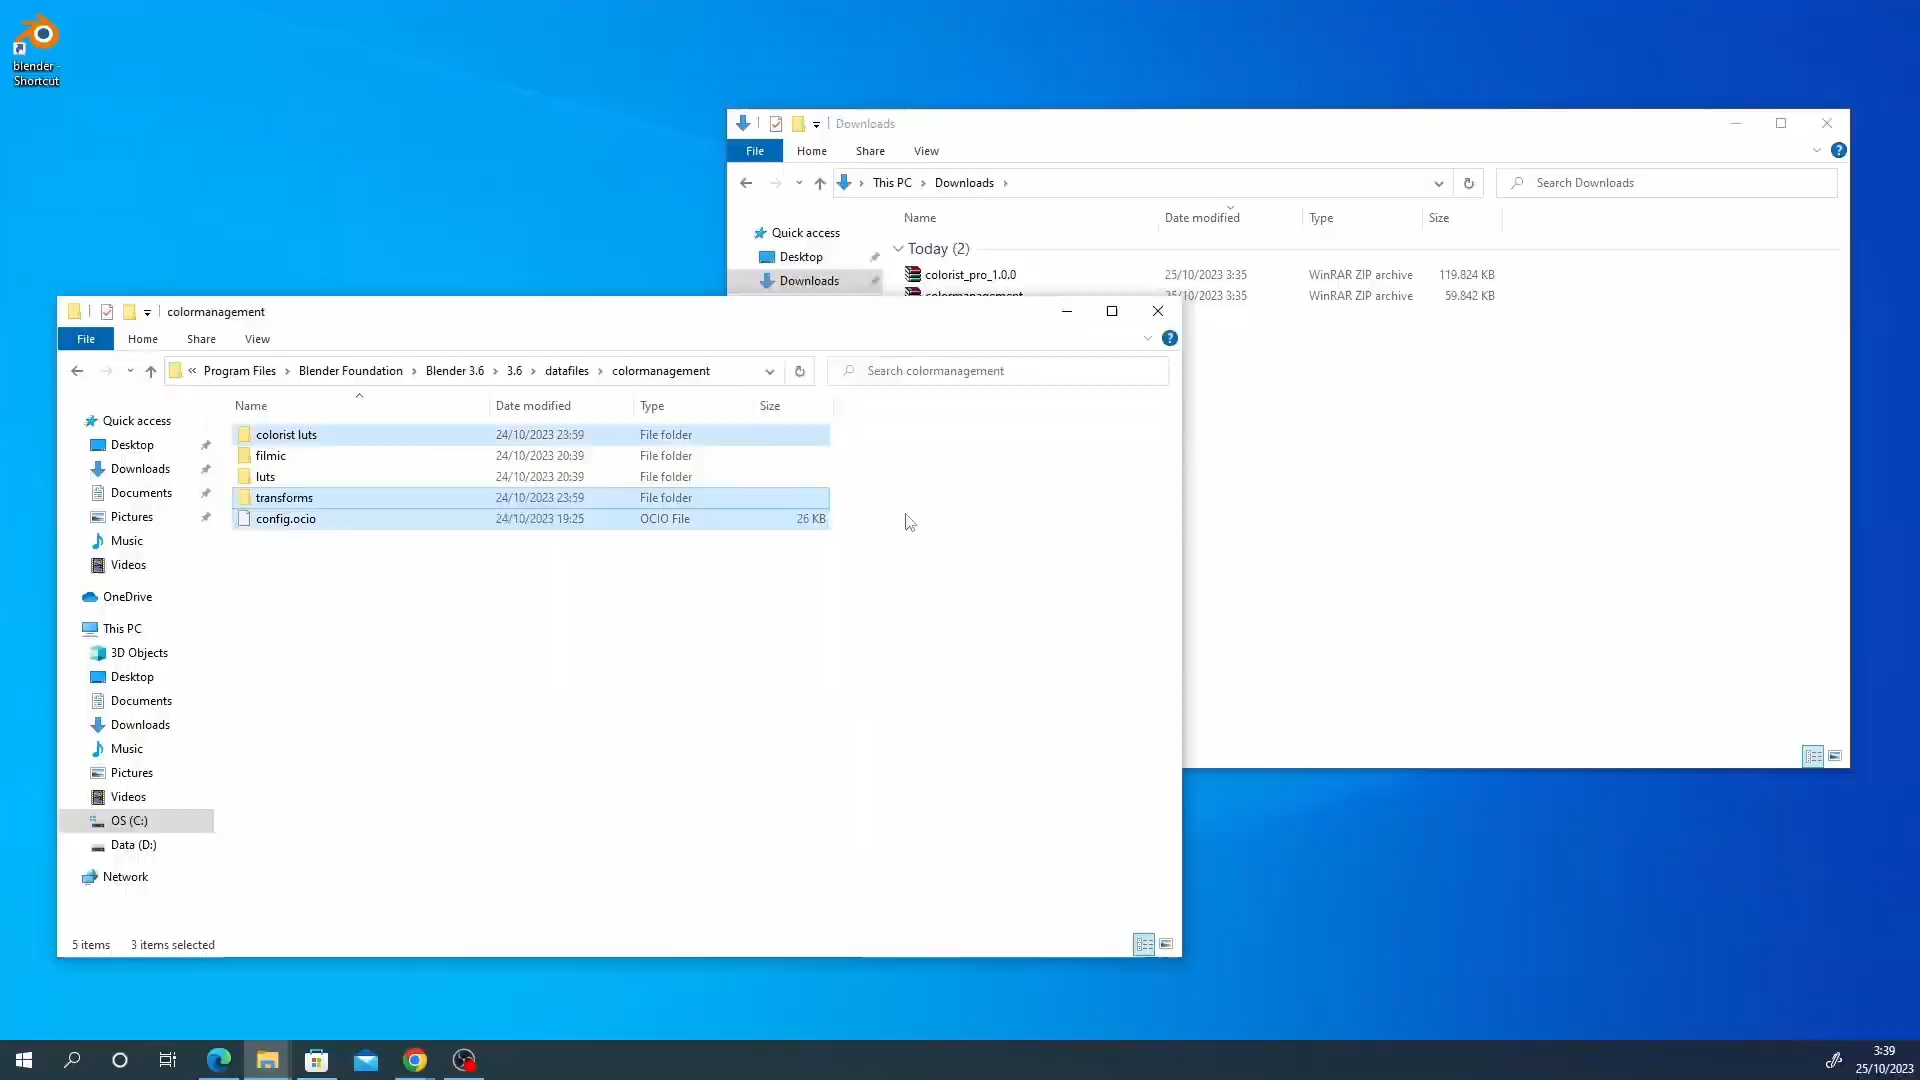 blender -
Shortcut
Downloads
File Home Share View
This PC Downloads
Search Downloads
Name Date modified Type Size
Quick access
Desktop
Downloads
Today (2)
colorist_pro_1.0.0 25/10/2023 3:35 WinRAR ZIP archive 119.824 KB
colormanagement 25/10/2023 3:35 WinRAR ZIP archive 59.842 KB
colormanagement
File Home Share View
« Program Files Blender Foundation Blender 3.6 3.6 datafiles colormanagement
Search colormanagement
Name Date modified Type Size
Quick access
Desktop
Downloads
Documents
Pictures
Music
Videos
OneDrive
This PC
3D Objects
Desktop
Documents
Downloads
Music
Pictures
Videos
OS (C:)
Data (D:)
Network
colorist luts 24/10/2023 23:59 File folder
filmic 24/10/2023 20:39 File folder
luts 24/10/2023 20:39 File folder
transforms 24/10/2023 23:59 File folder
config.ocio 24/10/2023 19:25 OCIO File 26 KB
5 items 3 items selected
3:39
25/10/2023